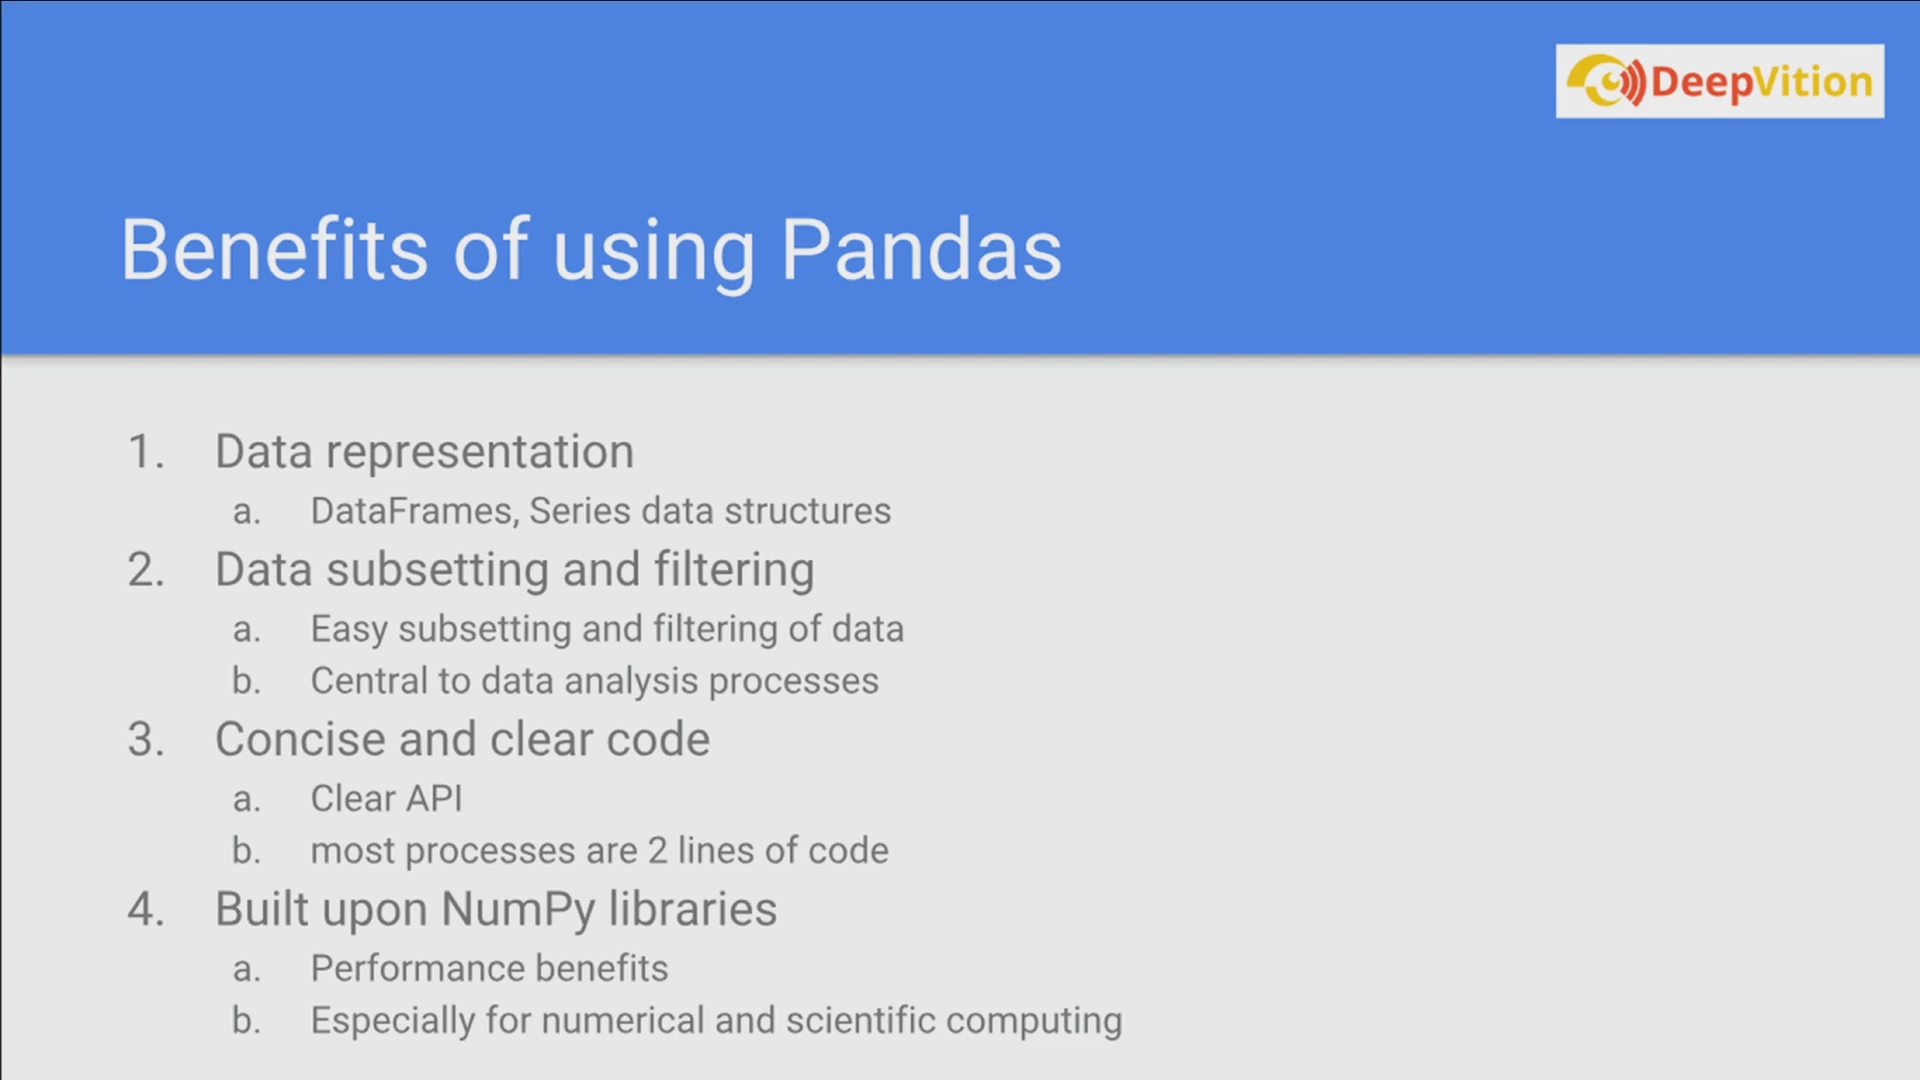 DeepVition
Benefits of using Pandas
1. Data representation
a. DataFrames, Series data structures
2. Data subsetting and filtering
a. Easy subsetting and filtering of data
b. Central to data analysis processes
3. Concise and clear code
a. Clear API
b. most processes are 2 lines of code
4. Built upon NumPy libraries
a. Performance benefits
b. Especially for numerical and scientific computing